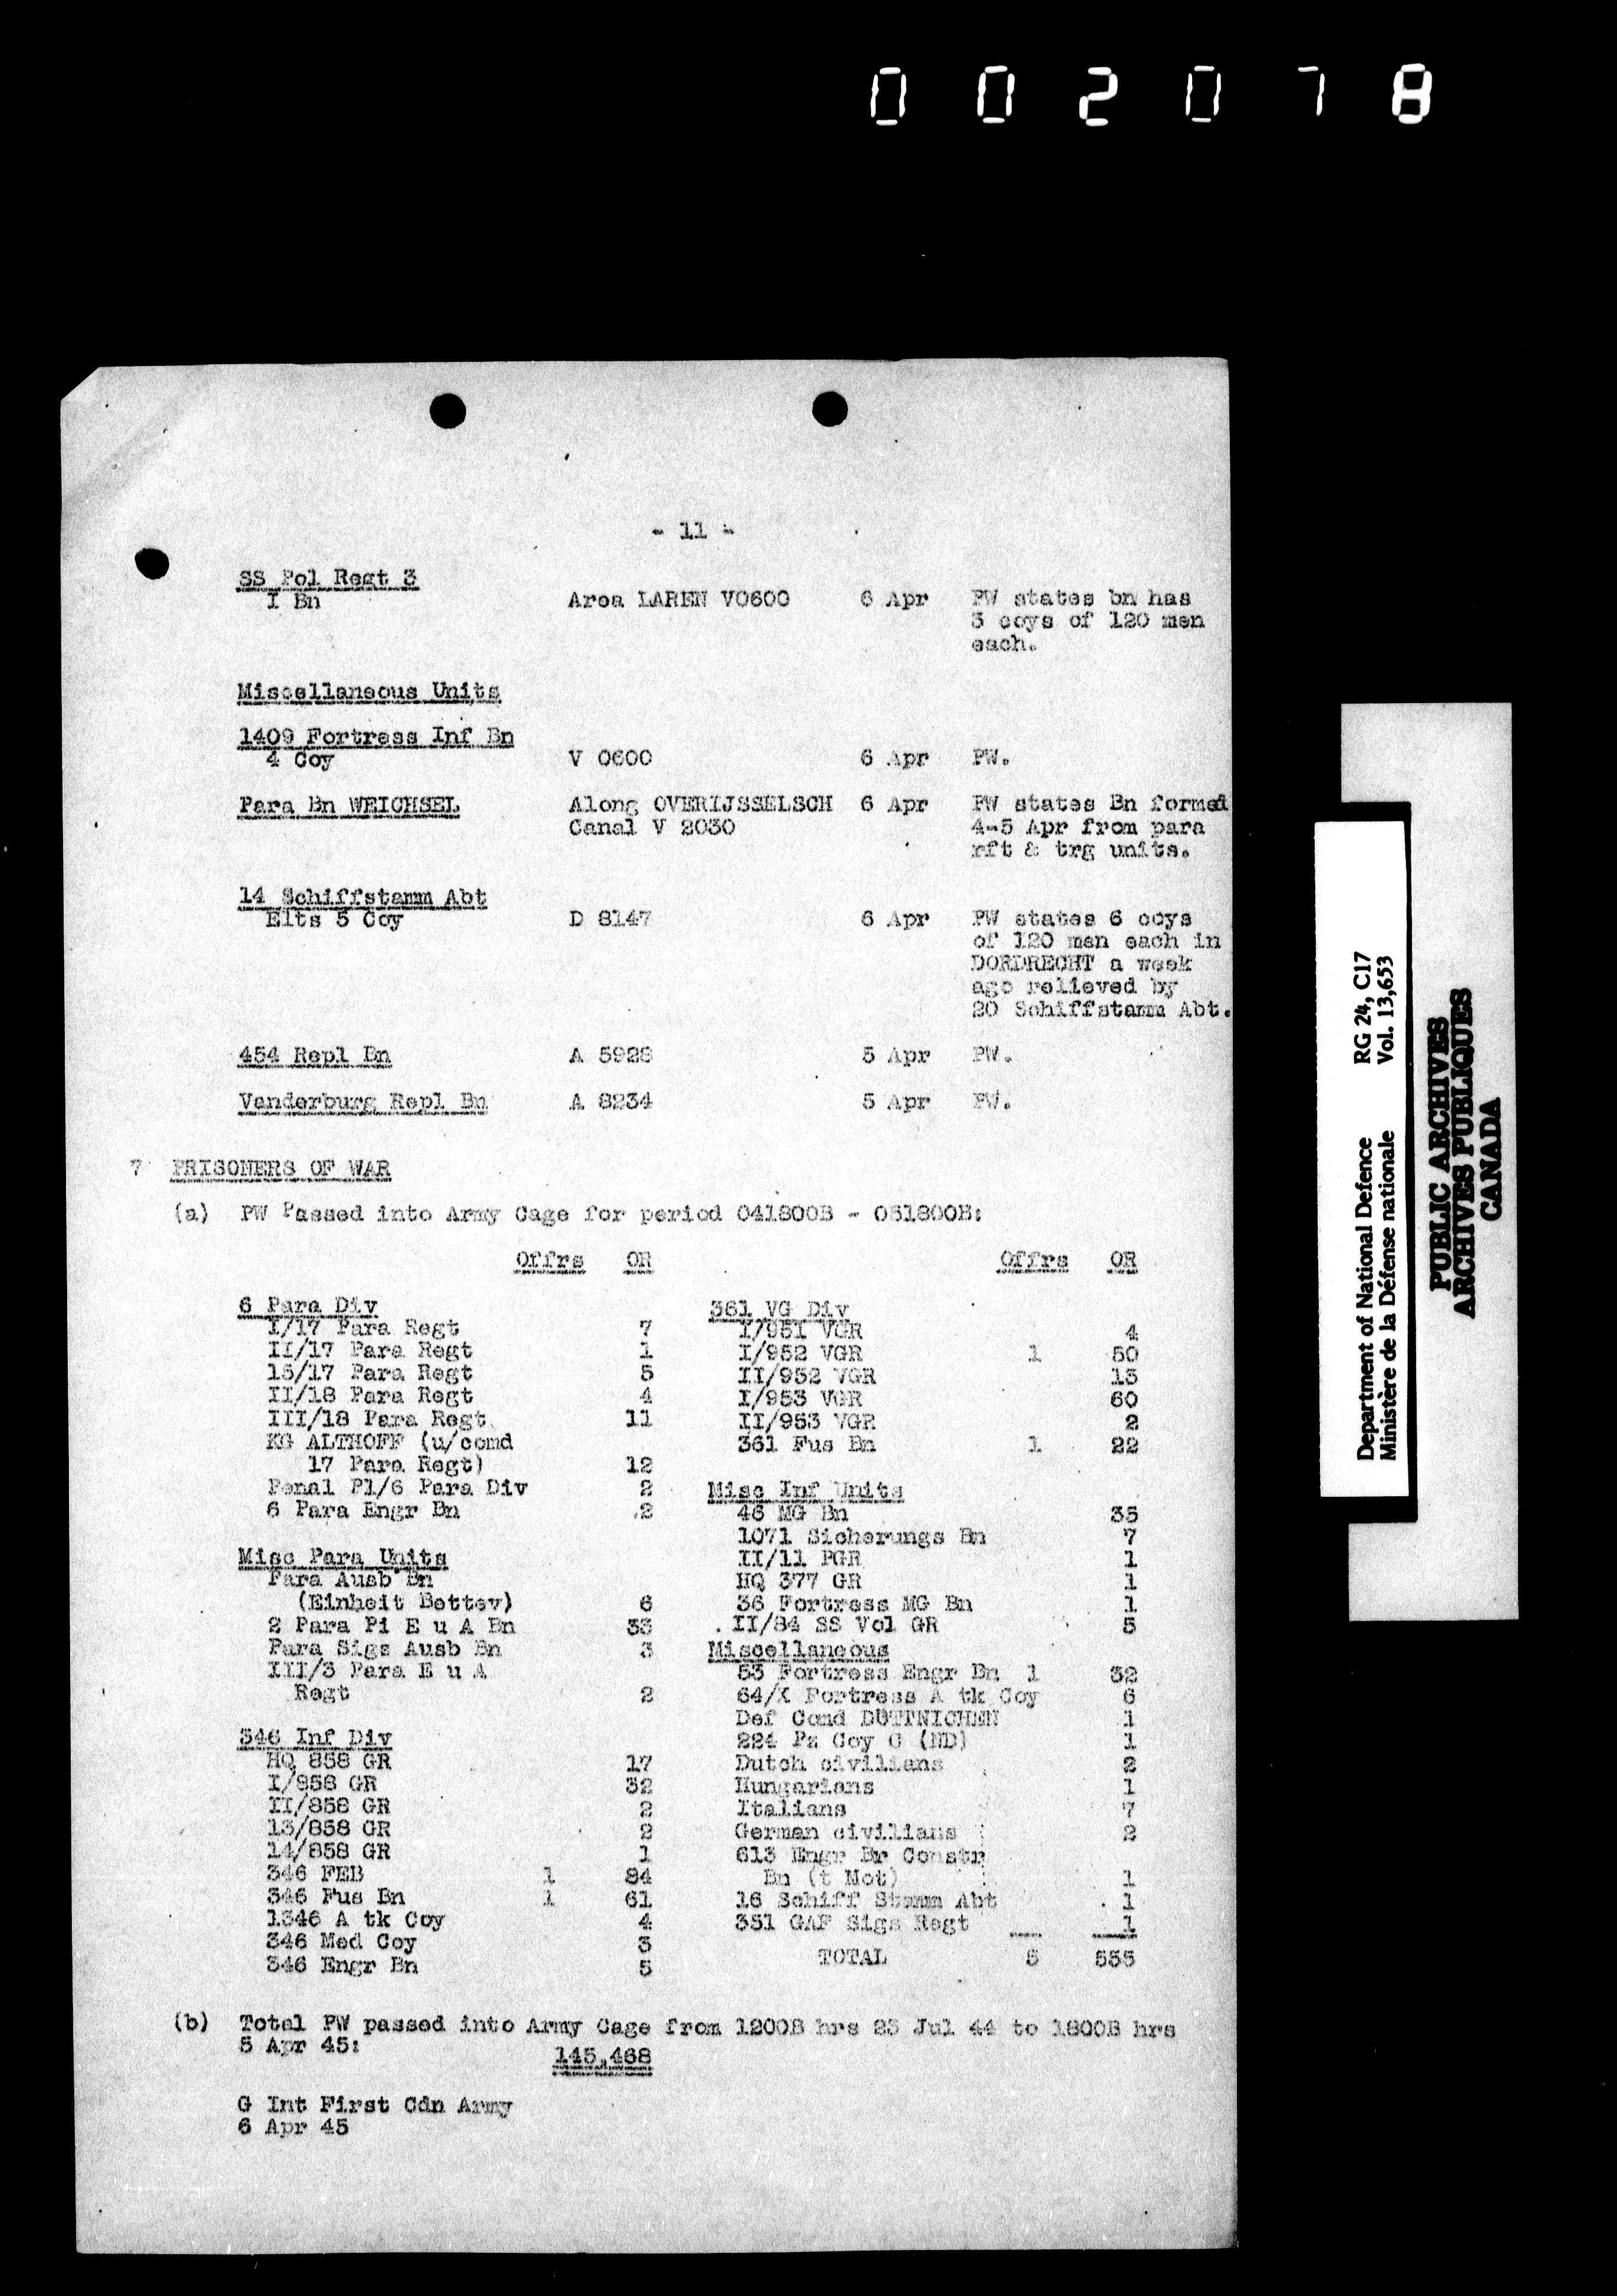 002078
- 11 -
SS Pol Regt 3
I Bn Area LAREN V0600 6 Apr PW states bn has
3 coys of 120 men
each.
Miscellaneous Units
1409 Fortress Inf Bn
4 Coy V 0600 6 Apr PW.
Para Bn WEICHSEL Along OVERIJSSELSCH 6 Apr PW states Bn formed
Canal V 2030 4-5 Apr from para
rft & trg units.
14 Schiffstamm Abt
Elts 5 Coy D 8147 6 Apr PW states 6 coys
of 120 men each in
DORDRECHT a week
ago relieved by
20 Schiffstamm Abt.
454 Repl Bn A 5928 5 Apr PW.
Vanderburg Repl Bn A 8234 5 Apr PW.
7 PRISONERS OF WAR
(a) PW Passed into Army Cage for period 041800B - 051800B:
Offrs OR Offrs OR
6 Para Div 361 VG Div
I/17 Para Regt 7 I/951 VGR 4
II/17 Para Regt 1 I/952 VGR 1 50
15/17 Para Regt 5 II/952 VGR 13
II/18 Para Regt 4 I/953 VGR 60
III/18 Para Regt 11 II/953 VGR 2
KG ALTHOFF (u/comd 361 Fus Bn 1 22
17 Para Regt) 12
Penal Pl/6 Para Div 2 Misc Inf Units
6 Para Engr Bn 2 46 MG Bn 35
1071 Sicherungs Bn 7
Misc Para Units II/11 PGR 1
Para Ausb Bn HQ 377 GR 1
(Einheit Bettev) 6 36 Fortress MG Bn 1
2 Para Pi E u A Bn 33 II/84 SS Vol GR 5
Para Sigs Ausb Bn 3 Miscellaneous
III/3 Para E u A 53 Fortress Engr Bn 1 32
Regt 2 64/X Fortress A tk Coy 6
Def Comd DÜTTNICHEN 1
346 Inf Div 224 Pz Coy C (ND) 1
HQ 858 GR 17 Dutch civilians 2
I/858 GR 32 Hungarians 1
II/858 GR 2 Italians 7
13/858 GR 2 German civilians 2
14/858 GR 1 613 Engr Br Constr
346 FEB 1 84 Bn (t Mot) 1
346 Fus Bn 1 61 16 Schiff Stamm Abt 1
1346 A tk Coy 4 351 GAF Sigs Regt 1
346 Med Coy 3 TOTAL 5 555
346 Engr Bn 5
(b) Total PW passed into Army Cage from 1200B hrs 23 Jul 44 to 1800B hrs
5 Apr 45: 145,468
G Int First Cdn Army
6 Apr 45
Department of National Defence RG 24, C17
Ministère de la Défense nationale Vol. 13,653
PUBLIC ARCHIVES
ARCHIVES PUBLIQUES
CANADA